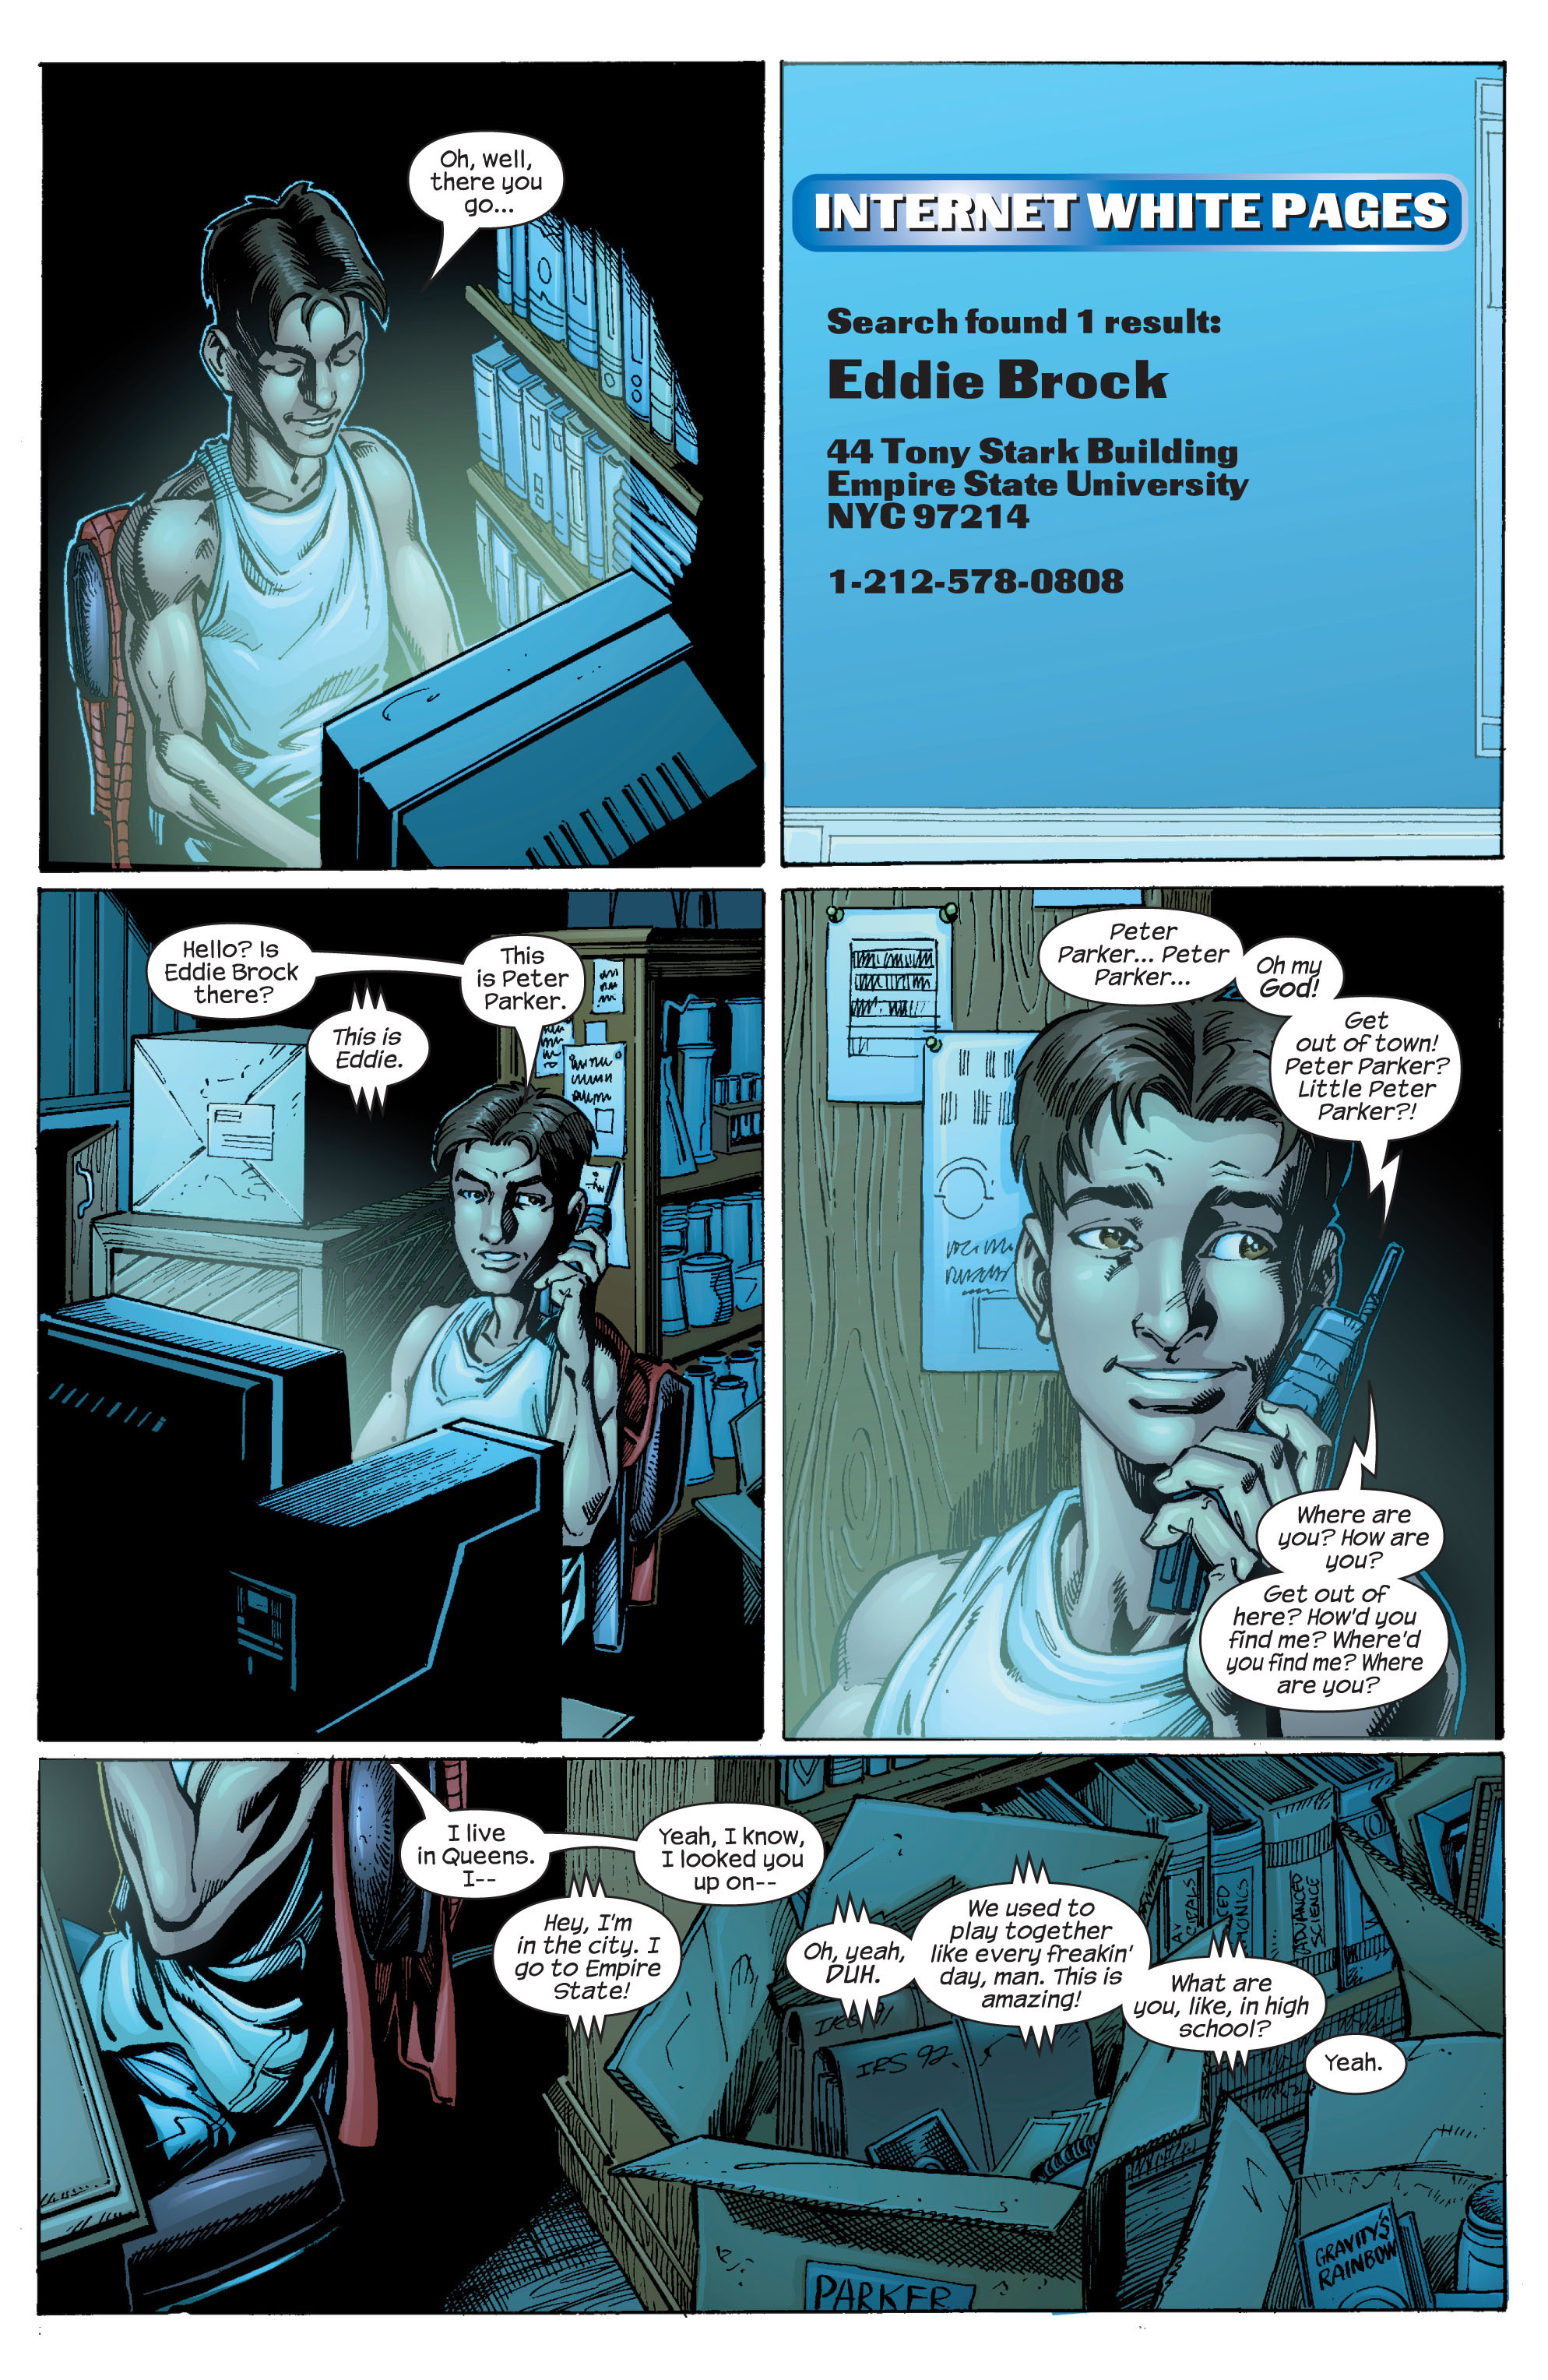 Oh, well,
there you
go...
INTERNET WHITE PAGES
Search found 1 result:
Eddie Brock
44 Tony Stark Building
Empire State University
NYC 97214
1-212-578-0808
Hello? Is
Eddie Brock
there?
This is
Eddie.
This
is Peter
Parker.
Peter
Parker... Peter
Parker...
Oh my
God!
Get
out of town!
Peter Parker?
Little Peter
Parker?!
Where are
you? How are
you?
Get out of
here? How'd you
find me? Where'd
you find me? Where
are you?
I live
in Queens.
I--
Hey, I'm
in the city. I
go to Empire
State!
Yeah, I know,
I looked you
up on--
Oh, yeah,
DUH.
We used to
play together
like every freakin'
day, man. This is
amazing!
What are
you, like, in high
school?
Yeah.
ADVANCED
SCIENCE
IRS 91
IRS 92
PARKER
GRAVITY'S
RAINBOW